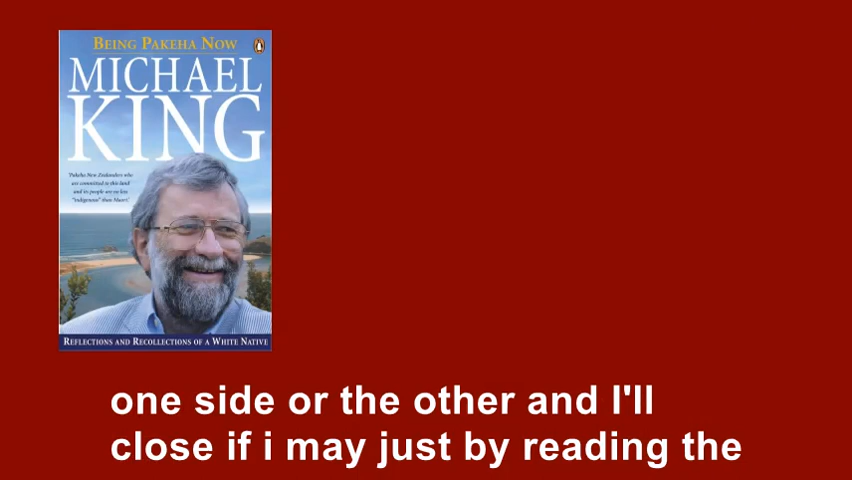 BEING PAKEHA NOW
MICHAEL
KING
'Pakeha New Zealanders who
are committed to this land
and its people are no less
"indigenous" than Maori.'
REFLECTIONS AND RECOLLECTIONS OF A WHITE NATIVE
one side or the other and I'll
close if i may just by reading the